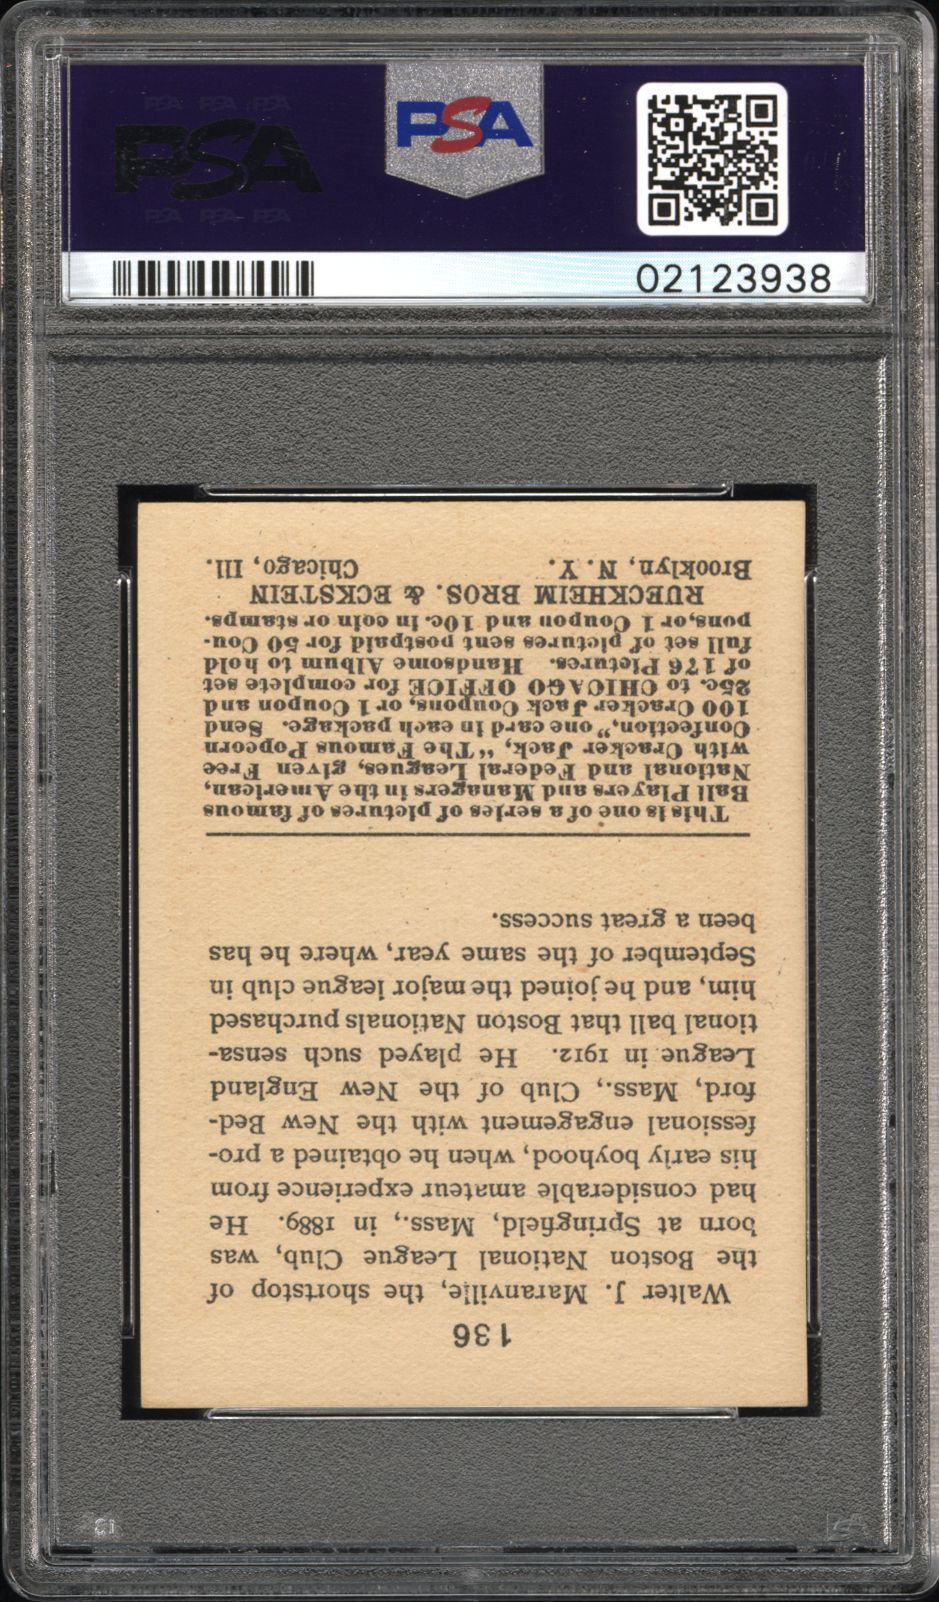 PSA PSA PSA
PSA
PSA PSA PSA
PSA
02123938
136
Walter J. Maranville, the shortstop of
the Boston National League Club, was
born at Springfield, Mass., in 1889. He
had considerable amateur experience from
his early boyhood, when he obtained a pro-
fessional engagement with the New Bed-
ford, Mass., Club of the New England
League in 1912. He played such sensa-
tional ball that Boston Nationals purchased
him, and he joined the major league club in
September of the same year, where he has
been a great success.
This is one of a series of pictures of famous
Ball Players and Managers in the American,
National and Federal Leagues, given Free
with Cracker Jack, "The Famous Popcorn
Confection," one card in each package. Send
100 Cracker Jack Coupons, or 1 Coupon and
25c. to CHICAGO OFFICE for complete set
of 176 Pictures. Handsome Album to hold
full set of pictures sent postpaid for 50 Cou-
pons, or 1 Coupon and 10c. in coin or stamps.
RUECKHEIM BROS. & ECKSTEIN
Brooklyn, N. Y. Chicago, Ill.